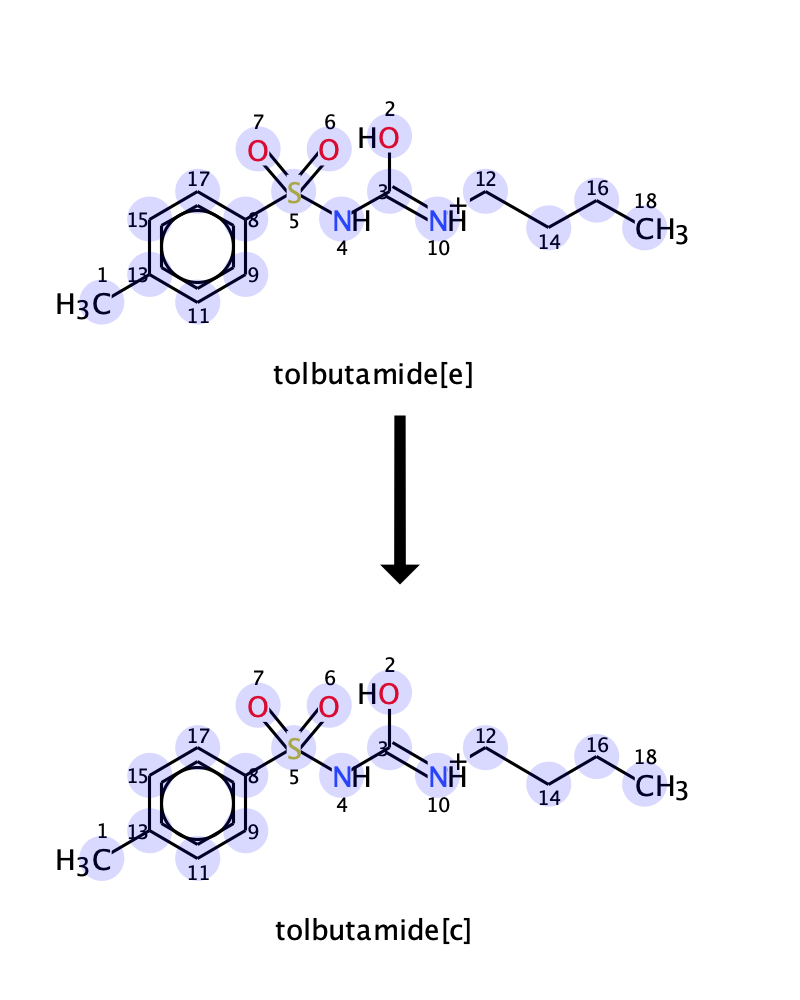 2
7 6
HO
O O
17 12 16
3 18
S
15 8 5 NH NH+ CH3
4 10 14
1 13 9
H3C
11
tolbutamide[e]
2
7 6
HO
O O
17 12 16
3 18
S
15 8 5 NH NH+ CH3
4 10 14
1 13 9
H3C
11
tolbutamide[c]